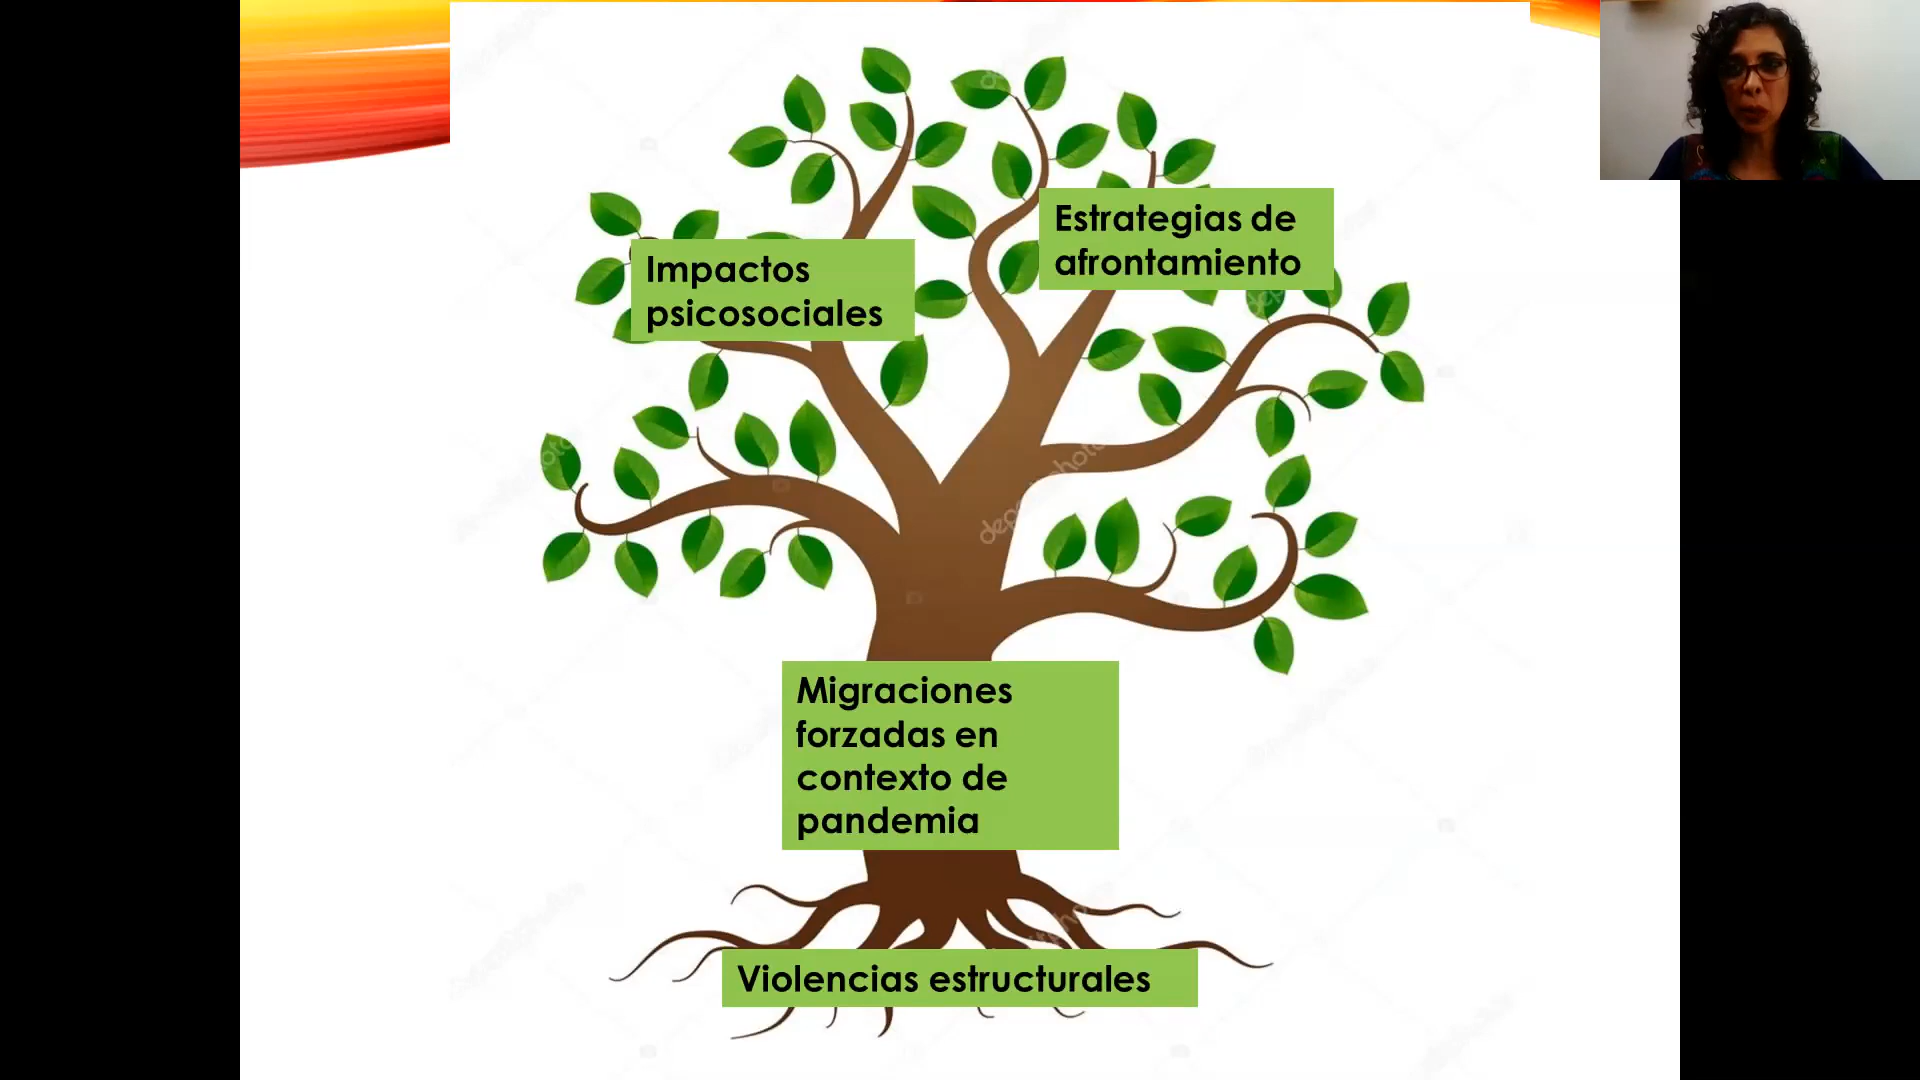 Estrategias de
afrontamiento
Impactos
psicosociales
Migraciones
forzadas en
contexto de
pandemia
Violencias estructurales